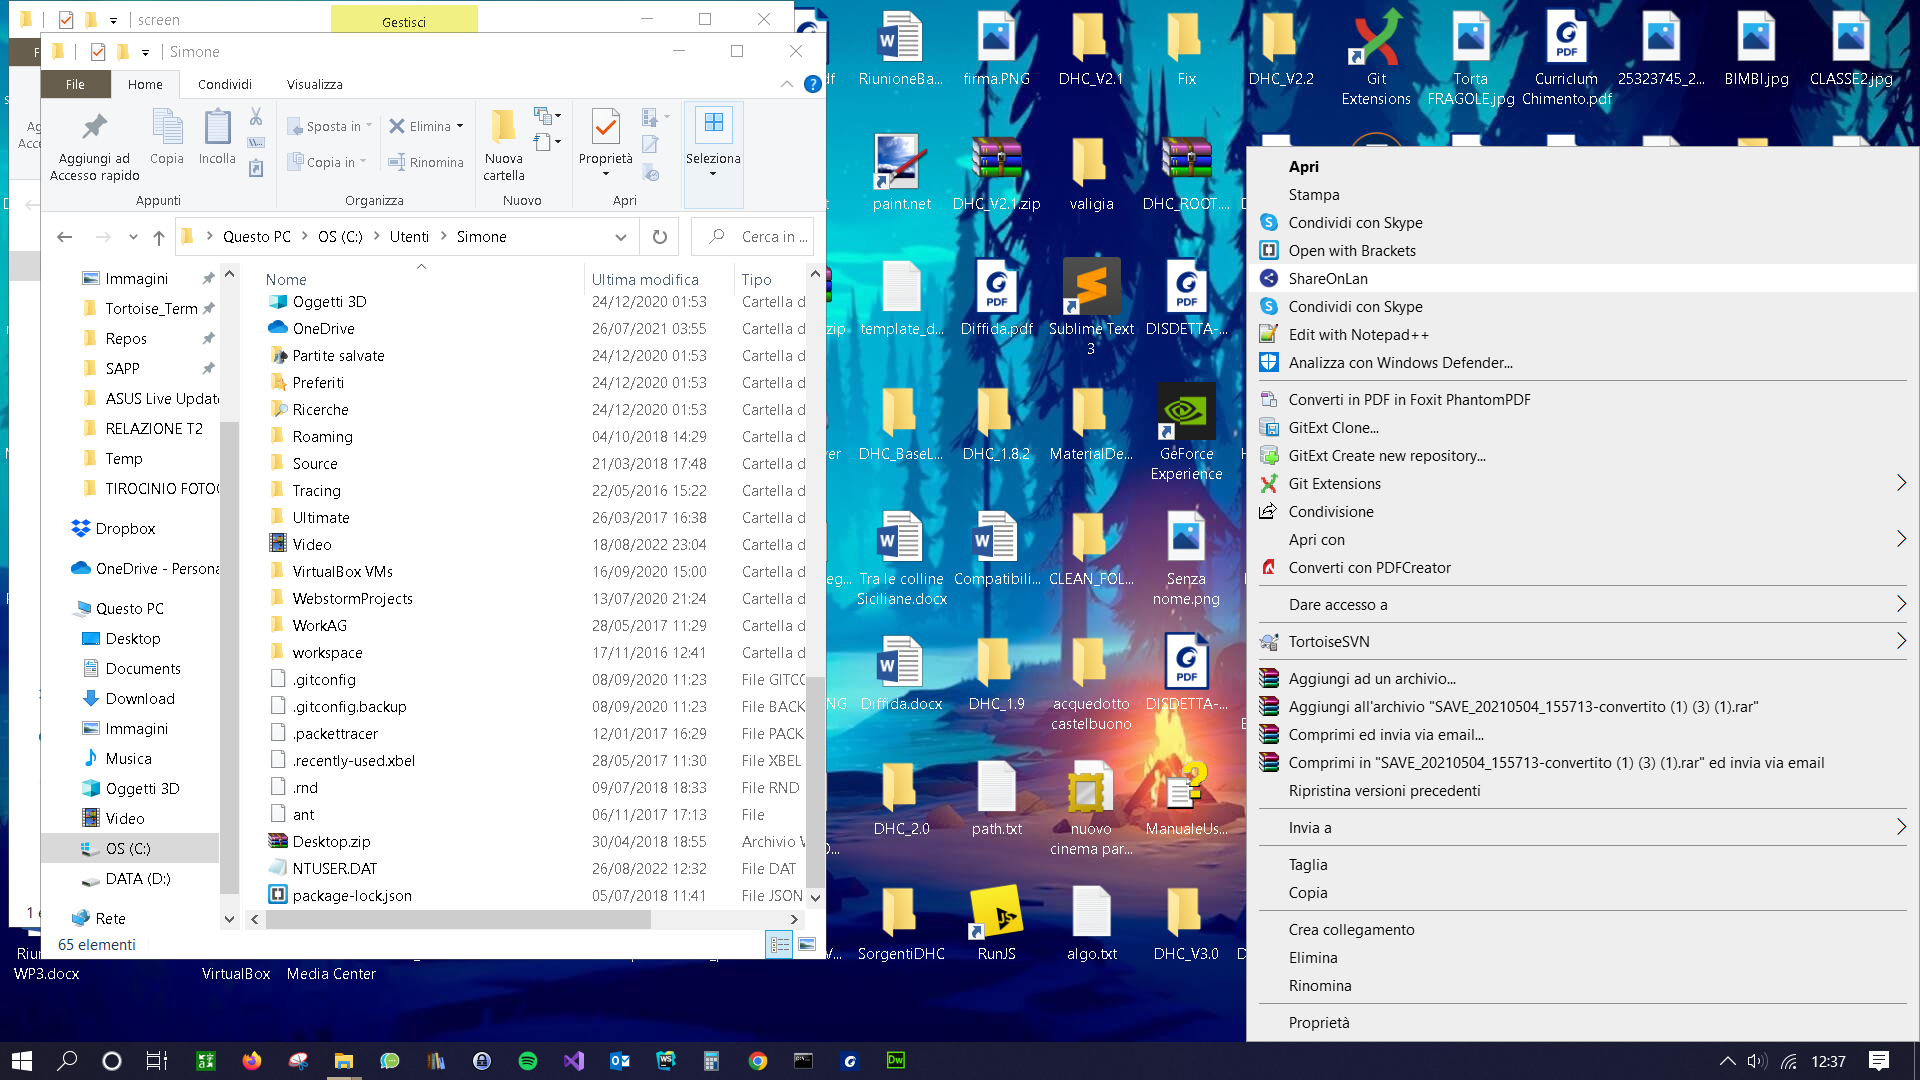 screen
Gestisci
Simone
File
Home
Condividi
Visualizza
Aggiungi ad
Accesso rapido
Copia
Incolla
Sposta in
Copia in
Elimina
Rinomina
Nuova
cartella
Proprietà
Seleziona
Appunti
Organizza
Nuovo
Apri
Questo PC
OS (C:)
Utenti
Simone
Cerca in ...
Immagini
Tortoise_Term
Repos
SAPP
ASUS Live Updat
RELAZIONE T2
Temp
TIROCINIO FOTO
Dropbox
OneDrive - Persona
Questo PC
Desktop
Documents
Download
Immagini
Musica
Oggetti 3D
Video
OS (C:)
DATA (D:)
Rete
65 elementi
Nome Ultima modifica Tipo
Oggetti 3D 24/12/2020 01:53 Cartella d
OneDrive 26/07/2021 03:55 Cartella d
Partite salvate 24/12/2020 01:53 Cartella d
Preferiti 24/12/2020 01:53 Cartella d
Ricerche 24/12/2020 01:53 Cartella d
Roaming 04/10/2018 14:29 Cartella d
Source 21/03/2018 17:48 Cartella d
Tracing 22/05/2016 15:22 Cartella d
Ultimate 26/03/2017 16:38 Cartella d
Video 18/08/2022 23:04 Cartella d
VirtualBox VMs 16/09/2020 15:00 Cartella d
WebstormProjects 13/07/2020 21:24 Cartella d
WorkAG 28/05/2017 11:29 Cartella d
workspace 17/11/2016 12:41 Cartella d
.gitconfig 08/09/2020 11:23 File GITCO
.gitconfig.backup 08/09/2020 11:23 File BACK
.packettracer 12/01/2017 16:29 File PACK
.recently-used.xbel 28/05/2017 11:30 File XBEL
.rnd 09/07/2018 18:33 File RND
ant 06/11/2017 17:13 File
Desktop.zip 30/04/2018 18:55 Archivio W
NTUSER.DAT 26/08/2022 12:32 File DAT
package-lock.json 05/07/2018 11:41 File JSON
WP3.docx
VirtualBox
Media Center
RiunioneBa...
firma.PNG
DHC_V2.1
Fix
DHC_V2.2
Git
Extensions
Torta
FRAGOLE.jpg
Curriclum
Chimento.pdf
25323745_2...
BIMBI.jpg
CLASSE2.jpg
paint.net
DHC_V2.1.zip
valigia
DHC_ROOT....
template_d...
Diffida.pdf
Sublime Text
3
DISDETTA-...
DHC_BaseL...
DHC_1.8.2
MaterialDe...
GeForce
Experience
Tra le colline
Siciliane.docx
Compatibili...
CLEAN_FOL...
Senza
nome.png
Diffida.docx
DHC_1.9
acquedotto
castelbuono
DISDETTA-...
DHC_2.0
path.txt
nuovo
cinema par...
ManualeUs...
SorgentiDHC
RunJS
algo.txt
DHC_V3.0
Apri
Stampa
Condividi con Skype
Open with Brackets
ShareOnLan
Condividi con Skype
Edit with Notepad++
Analizza con Windows Defender...
Converti in PDF in Foxit PhantomPDF
GitExt Clone...
GitExt Create new repository...
Git Extensions
Condivisione
Apri con
Converti con PDFCreator
Dare accesso a
TortoiseSVN
Aggiungi ad un archivio...
Aggiungi all'archivio "SAVE_20210504_155713-convertito (1) (3) (1).rar"
Comprimi ed invia via email...
Comprimi in "SAVE_20210504_155713-convertito (1) (3) (1).rar" ed invia via email
Ripristina versioni precedenti
Invia a
Taglia
Copia
Crea collegamento
Elimina
Rinomina
Proprietà
12:37